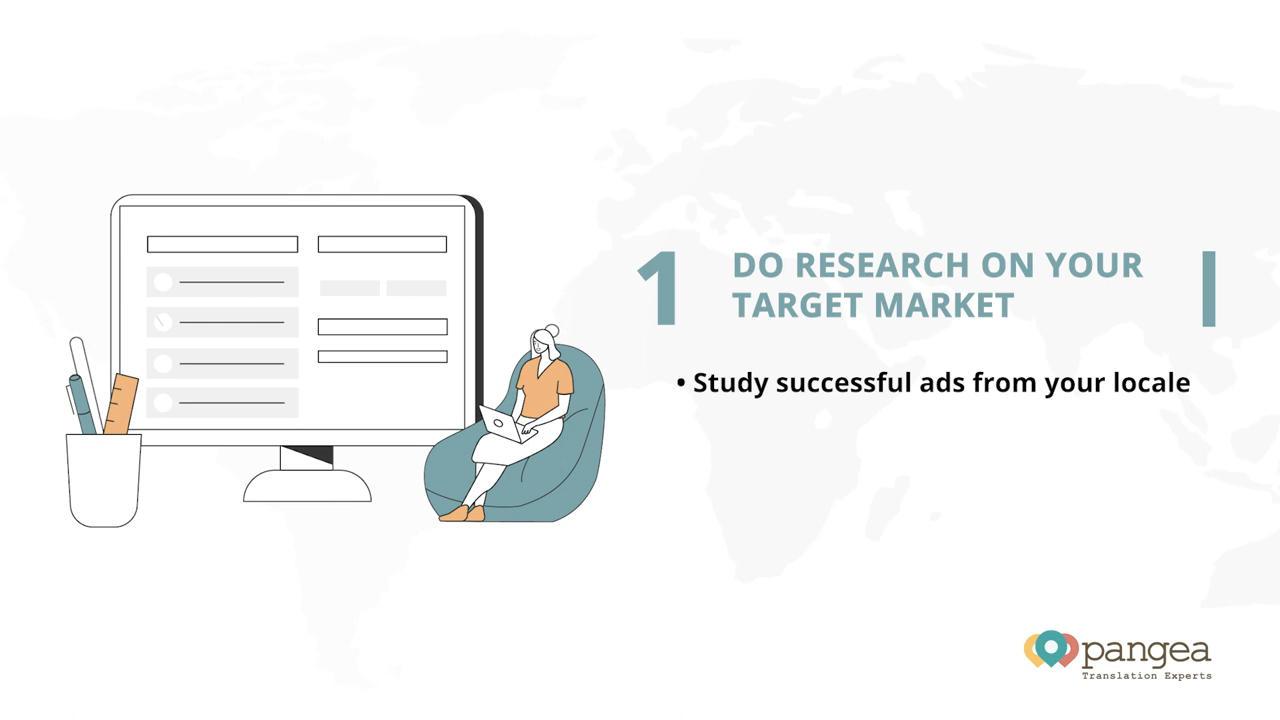 1
DO RESEARCH ON YOUR
TARGET MARKET
• Study successful ads from your locale
pangea
Translation Experts